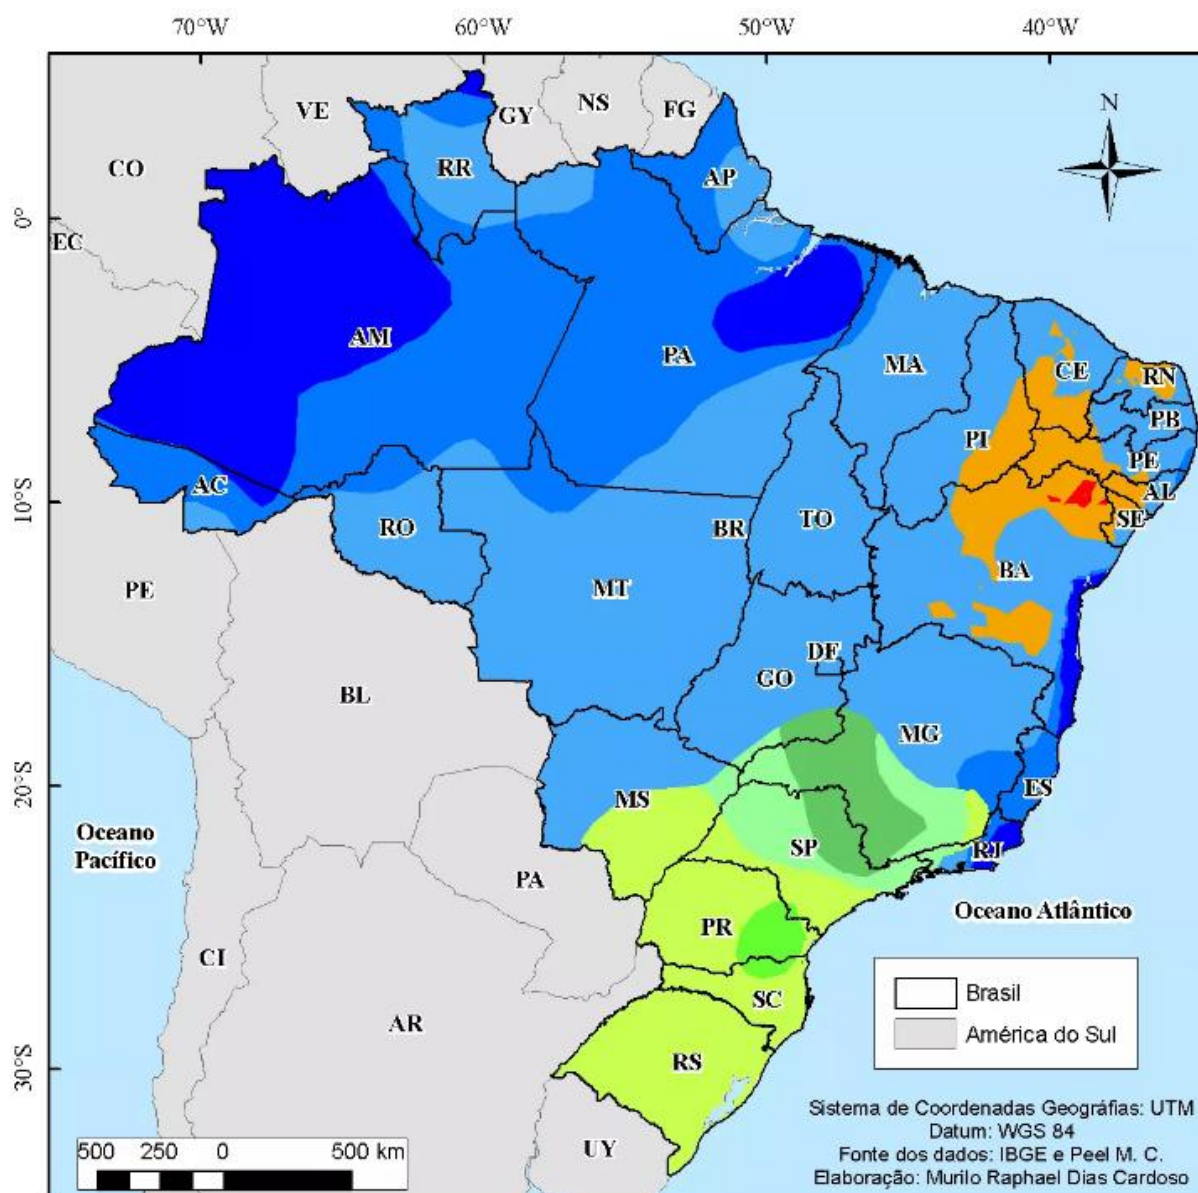 70°W 60°W 50°W 40°W
N
VE
GY
NS
FG
CO
RR
AP
0°
EC
AM
PA
MA
CE
RN
PB
PI
PE
AC
AL
10°S
RO
BR
TO
SE
PE
MT
BA
DF
GO
BL
MG
20°S
MS
ES
Oceano
Pacífico
SP
RJ
PA
Oceano Atlântico
PR
CI
SC
Brasil
AR
América do Sul
RS
30°S
Sistema de Coordenadas Geográfias: UTM
Datum: WGS 84
UY
Fonte dos dados: IBGE e Peel M. C.
500 250 0 500 km
Elaboração: Murilo Raphael Dias Cardoso